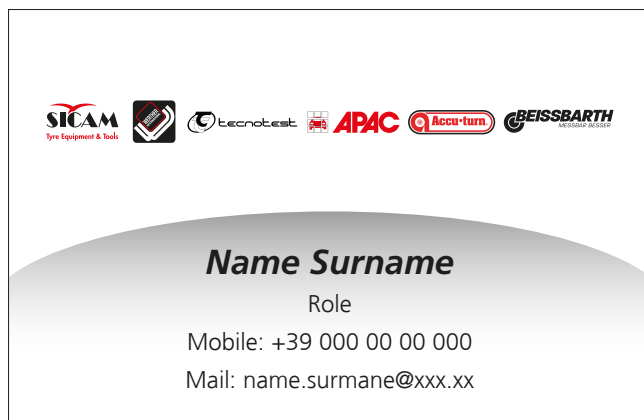 SICAM
Tyre Equipment & Tools
tecnotest
APAC
Accu·turn
BEISSBARTH
MESSBAR BESSER
Name Surname
Role
Mobile: +39 000 00 00 000
Mail: name.surmane@xxx.xx